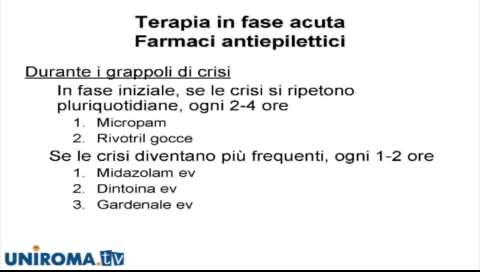 Terapia in fase acuta
Farmaci antiepilettici
Durante i grappoli di crisi
In fase iniziale, se le crisi si ripetono
pluriquotidiane, ogni 2-4 ore
1. Micropam
2. Rivotril gocce
Se le crisi diventano più frequenti, ogni 1-2 ore
1. Midazolam ev
2. Dintoina ev
3. Gardenale ev
UNIROMA.tv